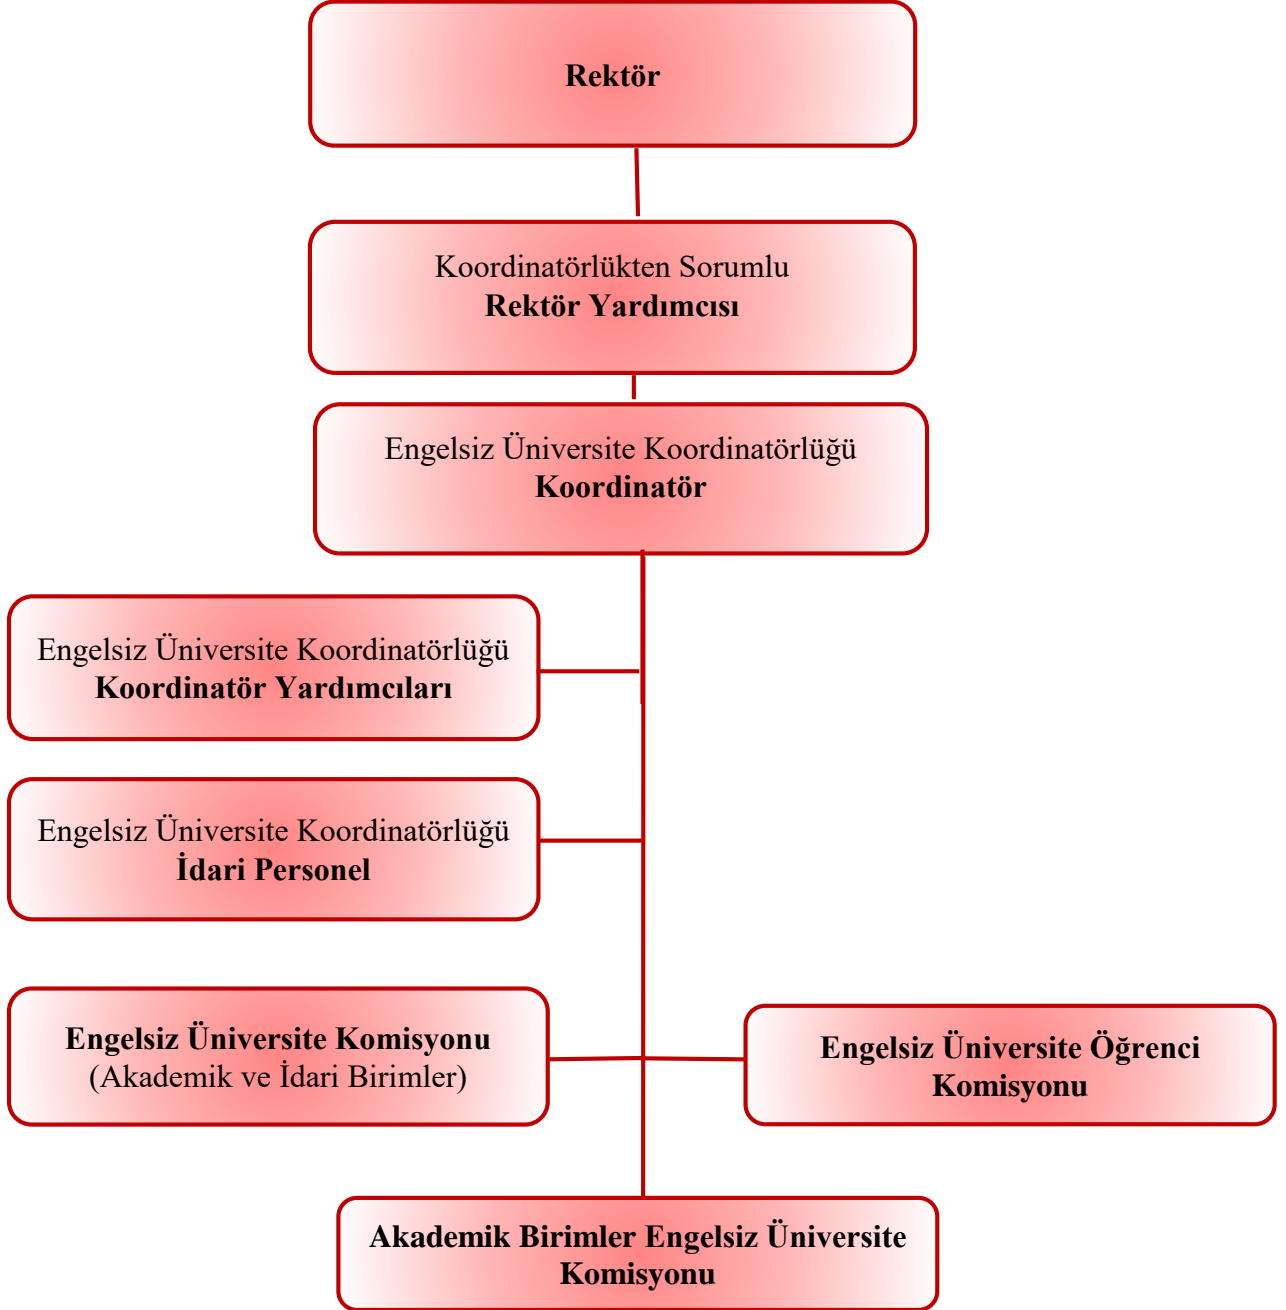 Rektör
Koordinatörlükten Sorumlu
Rektör Yardımcısı
Engelsiz Üniversite Koordinatörlüğü
Koordinatör
Engelsiz Üniversite Koordinatörlüğü
Koordinatör Yardımcıları
Engelsiz Üniversite Koordinatörlüğü
İdari Personel
Engelsiz Üniversite Komisyonu
(Akademik ve İdari Birimler)
Engelsiz Üniversite Öğrenci
Komisyonu
Akademik Birimler Engelsiz Üniversite
Komisyonu